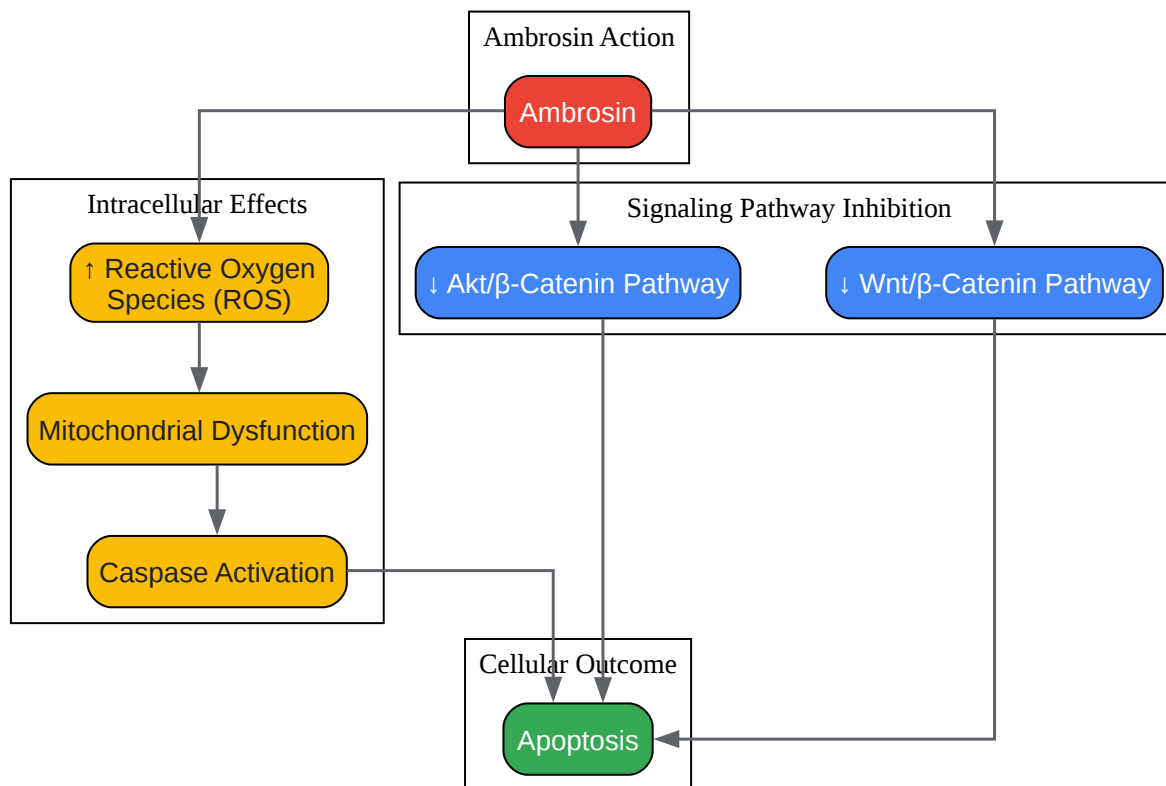 Ambrosin Action
Ambrosin
Intracellular Effects
↑ Reactive Oxygen
Species (ROS)
Mitochondrial Dysfunction
Caspase Activation
Signaling Pathway Inhibition
↓ Akt/β-Catenin Pathway
↓ Wnt/β-Catenin Pathway
Cellular Outcome
Apoptosis